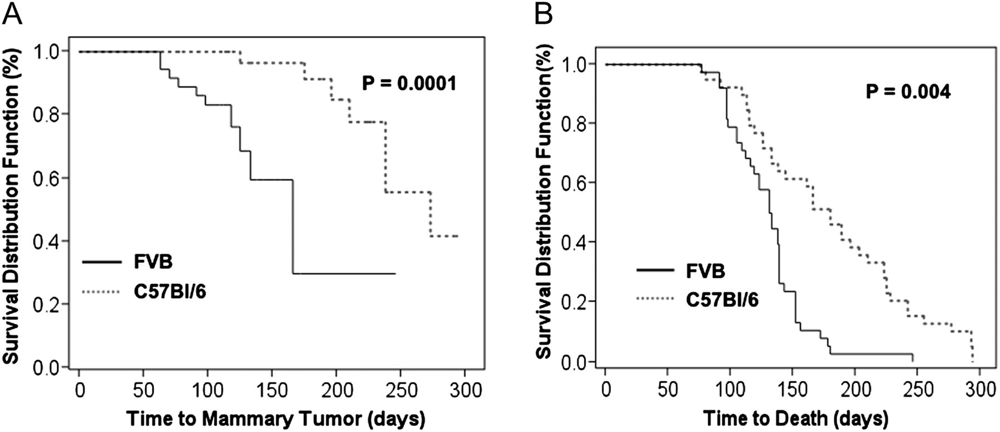 A
Survival Distribution Function (%)
1.0
0.8
0.6
0.4
0.2
0.0
P = 0.0001
FVB
C57Bl/6
0 50 100 150 200 250 300
Time to Mammary Tumor (days)
B
Survival Distribution Function(%)
1.0
0.8
0.6
0.4
0.2
0.0
P = 0.004
FVB
C57Bl/6
0 50 100 150 200 250 300
Time to Death (days)